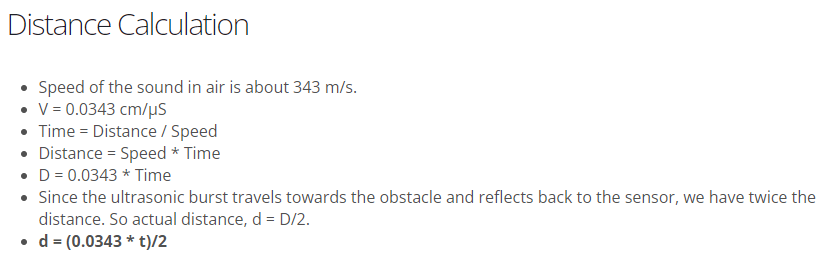 Distance Calculation
• Speed of the sound in air is about 343 m/s.
• V = 0.0343 cm/μS
• Time = Distance / Speed
• Distance = Speed * Time
• D = 0.0343 * Time
• Since the ultrasonic burst travels towards the obstacle and reflects back to the sensor, we have twice the
distance. So actual distance, d = D/2.
• d = (0.0343 * t)/2